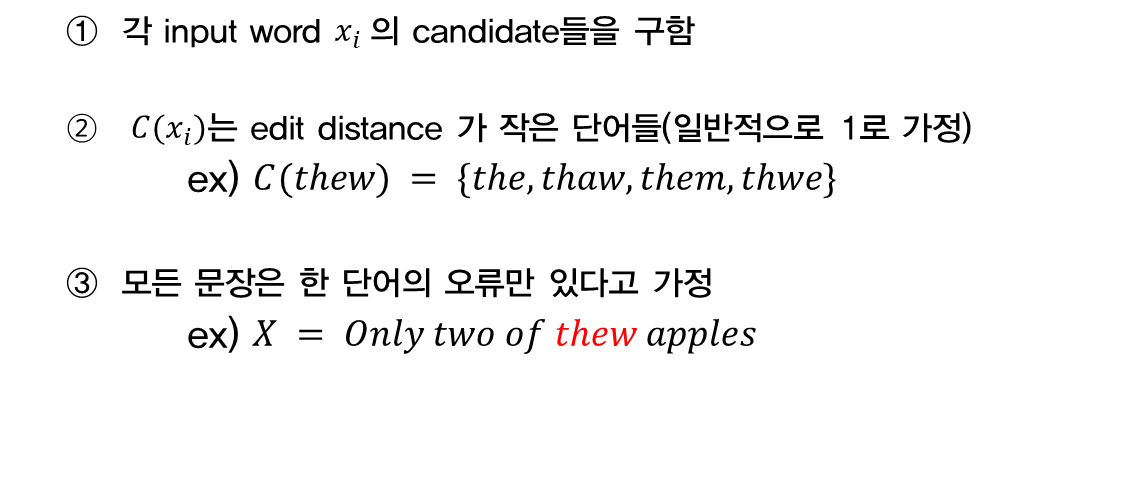 ① 각 input word xᵢ 의 candidate들을 구함
② C(xᵢ)는 edit distance 가 작은 단어들(일반적으로 1로 가정)
ex) C(thew) = {the, thaw, them, thwe}
③ 모든 문장은 한 단어의 오류만 있다고 가정
ex) X = Only two of thew apples